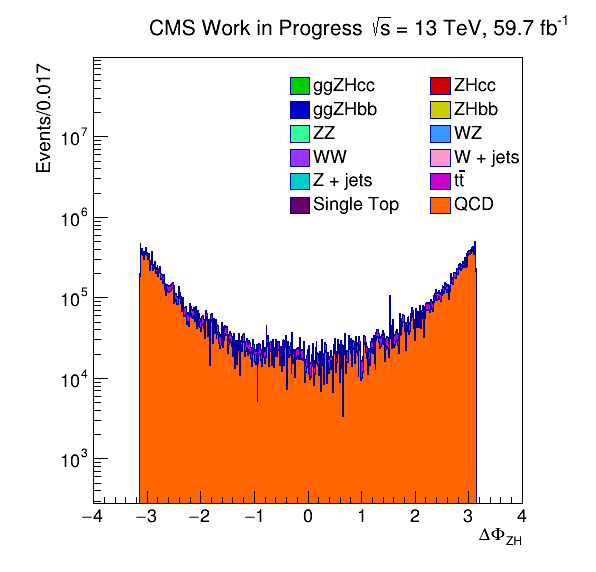 CMS Work in Progress √s = 13 TeV, 59.7 fb⁻¹
Events/0.017
ggZHcc ZHcc
ggZHbb ZHbb
ZZ WZ
WW W + jets
Z + jets tt̄
Single Top QCD
10⁷
10⁶
10⁵
10⁴
10³
−4 −3 −2 −1 0 1 2 3 4
ΔΦ_ZH